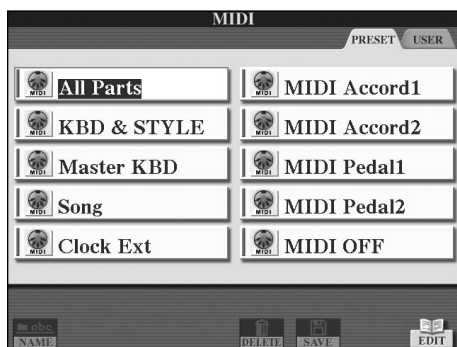 MIDI
PRESET USER
All Parts
KBD & STYLE
Master KBD
Song
Clock Ext
MIDI Accord1
MIDI Accord2
MIDI Pedal1
MIDI Pedal2
MIDI OFF
abc
NAME
DELETE
SAVE
EDIT